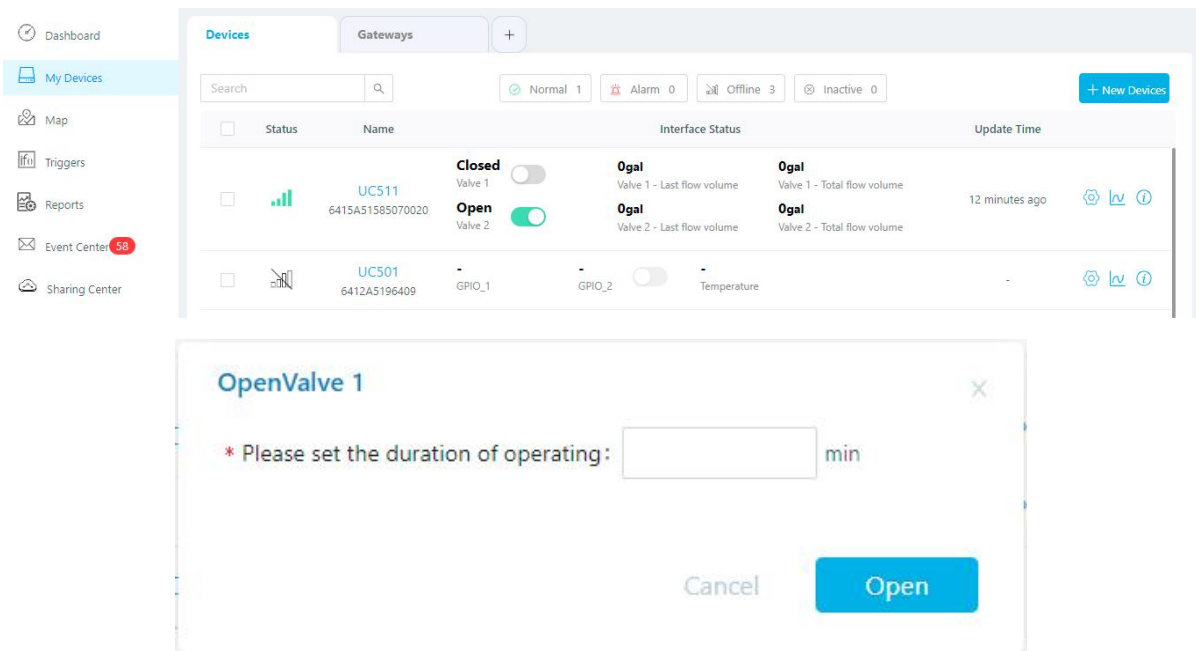 Dashboard
My Devices
Map
Triggers
Reports
Event Center 58
Sharing Center
Devices Gateways +
Search Normal 1 Alarm 0 Offline 3 Inactive 0 + New Devices
Status Name Interface Status Update Time
UC511
6415A51585070020
Closed 0gal 0gal
Valve 1 Valve 1 - Last flow volume Valve 1 - Total flow volume
Open 0gal 0gal
Valve 2 Valve 2 - Last flow volume Valve 2 - Total flow volume
12 minutes ago
UC501 - - -
6412A5196409 GPIO_1 GPIO_2 Temperature -
OpenValve 1 X
* Please set the duration of operating: min
Cancel Open